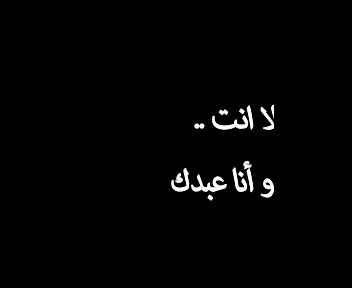 لا انت ..
و أنا عبدك